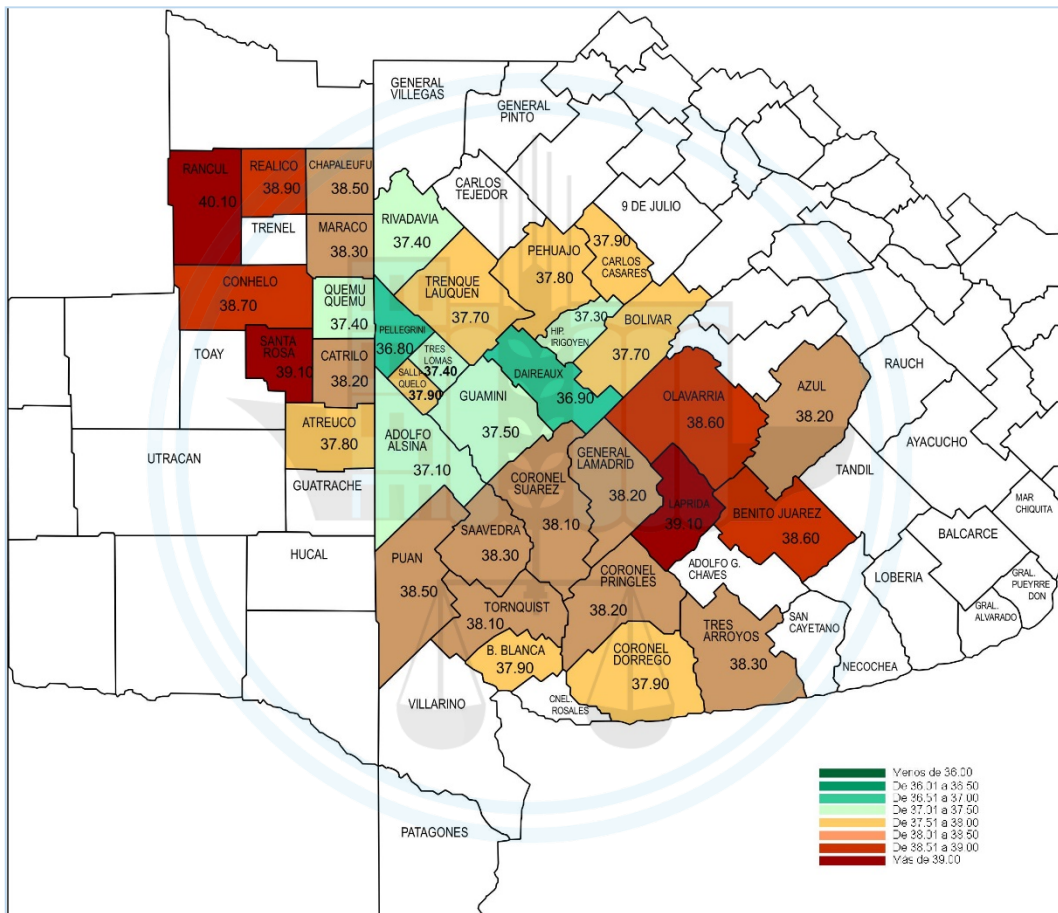 GENERAL
VILLEGAS
GENERAL
PINTO
RANCUL
40.10
REALICO
38.90
CHAPALEUFU
38.50
CARLOS
TEJEDOR
9 DE JULIO
TRENEL
MARACO
38.30
RIVADAVIA
37.40
PEHUAJO
37.80
37.90
CARLOS
CASARES
CONHELO
38.70
QUEMU
QUEMU
37.40
TRENQUE
LAUQUEN
37.70
37.30
HIP.
IRIGOYEN
BOLIVAR
37.70
TOAY
SANTA
ROSA
39.10
CATRILO
38.20
PELLEGRINI
36.80
TRES
LOMAS
37.40
SALLI
QUELO
37.90
DAIREAUX
36.90
GUAMINI
37.50
OLAVARRIA
38.60
AZUL
38.20
RAUCH
ATREUCO
37.80
ADOLFO
ALSINA
37.10
AYACUCHO
UTRACAN
GUATRACHE
CORONEL
SUAREZ
38.10
GENERAL
LAMADRID
38.20
LAPRIDA
39.10
TANDIL
MAR
CHIQUITA
BENITO JUAREZ
38.60
BALCARCE
HUCAL
PUAN
38.50
SAAVEDRA
38.30
CORONEL
PRINGLES
38.20
ADOLFO G.
CHAVES
LOBERIA
GRAL.
PUEYRRE
DON
GRAL.
ALVARADO
TORNQUIST
38.10
TRES
ARROYOS
38.30
SAN
CAYETANO
B. BLANCA
37.90
CORONEL
DORREGO
37.90
NECOCHEA
VILLARINO
CNEL.
ROSALES
PATAGONES
Menos de 36.00
De 36.01 a 36.50
De 36.51 a 37.00
De 37.01 a 37.50
De 37.51 a 38.00
De 38.01 a 38.50
De 38.51 a 39.00
Más de 39.00